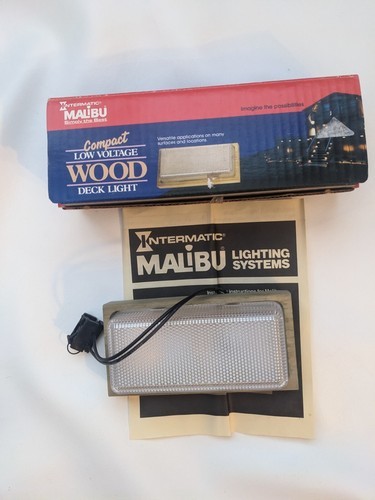 INTERMATIC®
MALIBU
imagine the possibilities
Compact
LOW VOLTAGE
WOOD
DECK LIGHT
Versatile applications on many
surfaces and locations
INTERMATIC®
MALIBU
LIGHTING
SYSTEMS